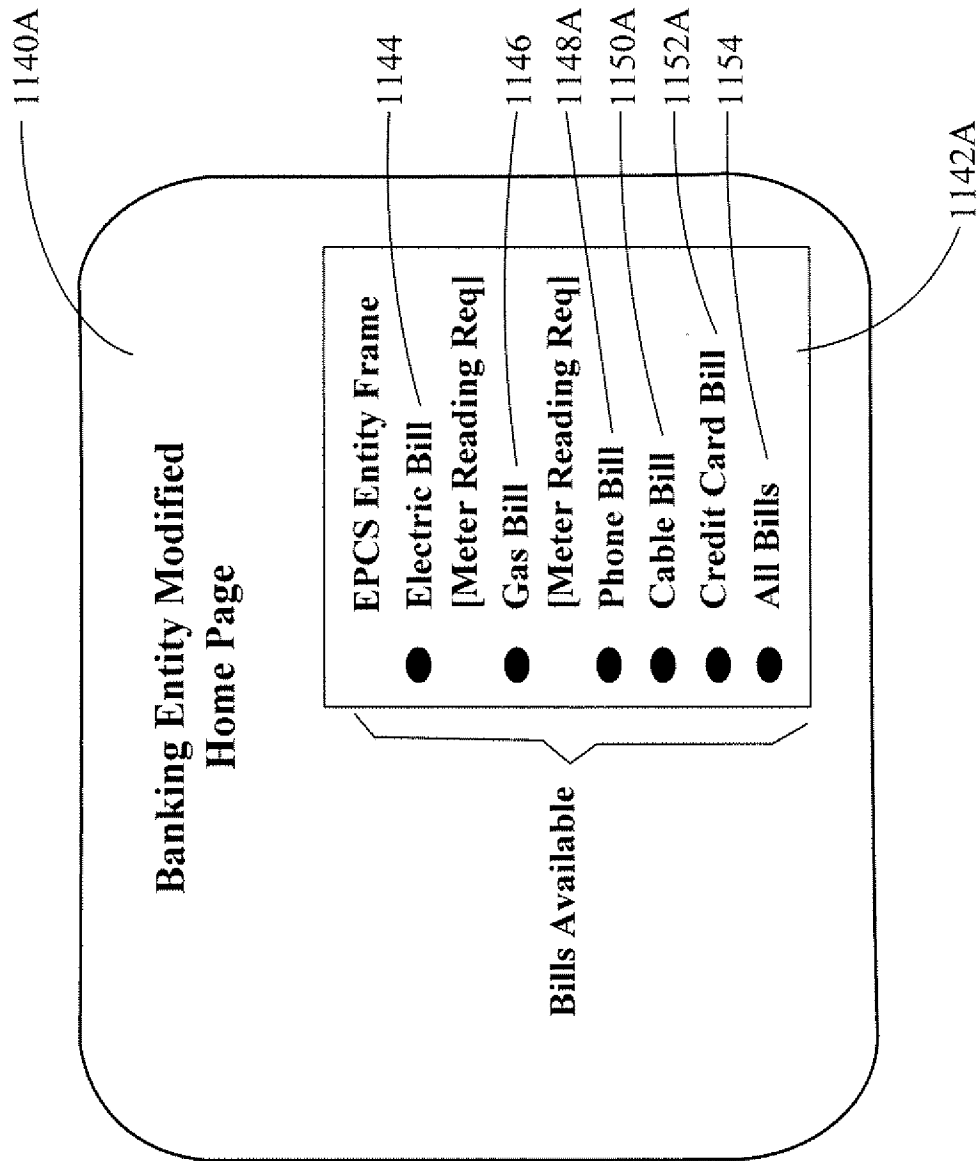 Banking Entity Modified
Home Page
Bills Available
EPCS Entity Frame
Electric Bill
[Meter Reading Req]
Gas Bill
[Meter Reading Req]
Phone Bill
Cable Bill
Credit Card Bill
All Bills
1140A
1144
1146
1148A
1150A
1152A
1154
1142A